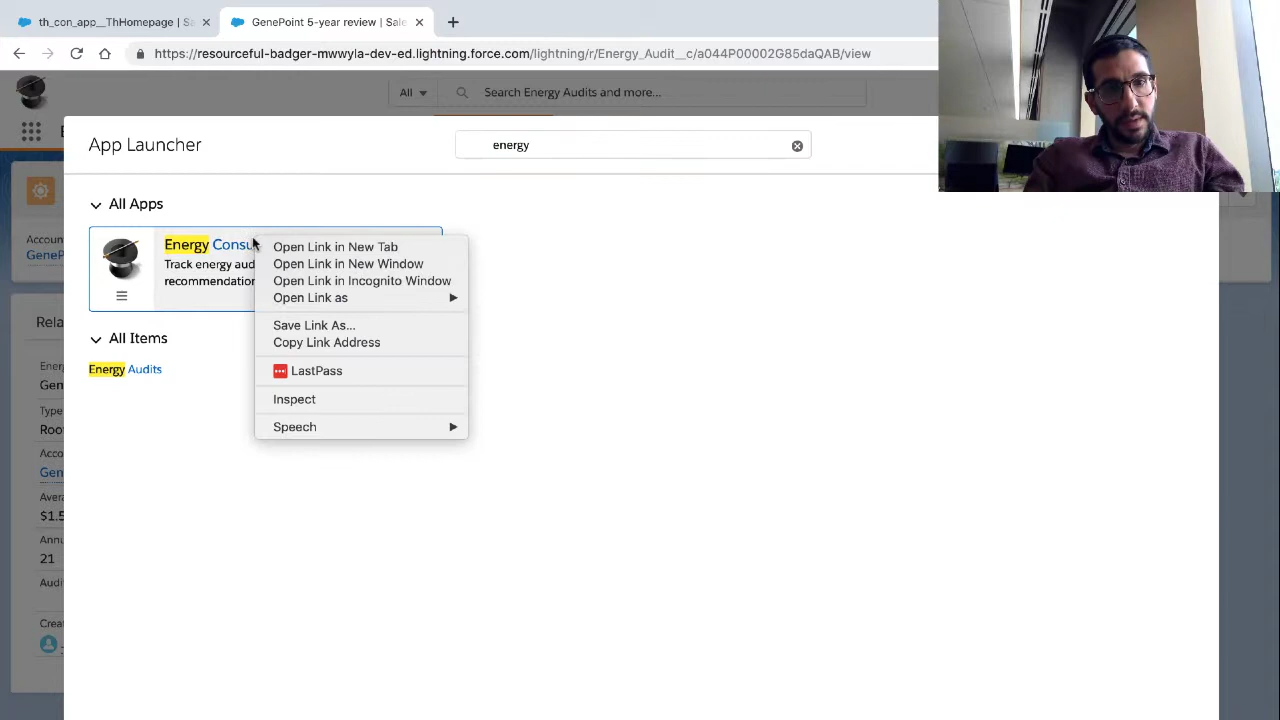 th_con_app__ThHomepage | Sa
GenePoint 5-year review | Sale
https://resourceful-badger-mwwyla-dev-ed.lightning.force.com/lightning/r/Energy_Audit__c/a044P00002G85daQAB/view
All
Search Energy Audits and more...
App Launcher
energy
All Apps
Energy Consu
Track energy aud
recommendation
Open Link in New Tab
Open Link in New Window
Open Link in Incognito Window
Open Link as
Save Link As...
Copy Link Address
LastPass
Inspect
Speech
All Items
Energy Audits
Accoun
GeneP
Rela
Energ
Gen
Type
Roo
Acco
Gen
Avera
$1.5
Annu
21
Audi
Crea